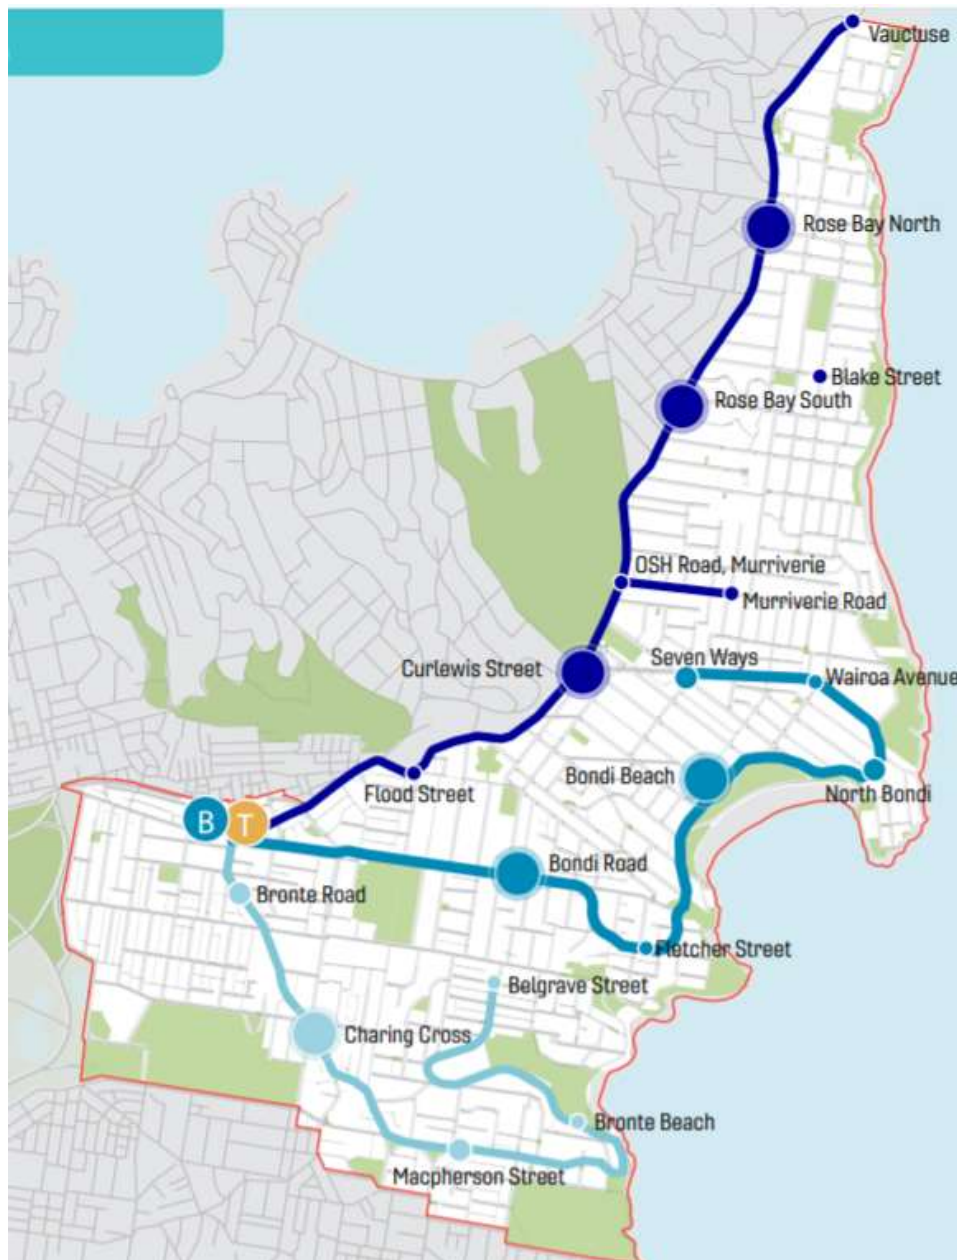 Vaucluse
Rose Bay North
Blake Street
Rose Bay South
OSH Road, Murriverie
Murriverie Road
Curlewis Street
Seven Ways
Wairoa Avenue
Bondi Beach
North Bondi
Flood Street
B
T
Bondi Road
Bronte Road
Fletcher Street
Belgrave Street
Charing Cross
Bronte Beach
Macpherson Street